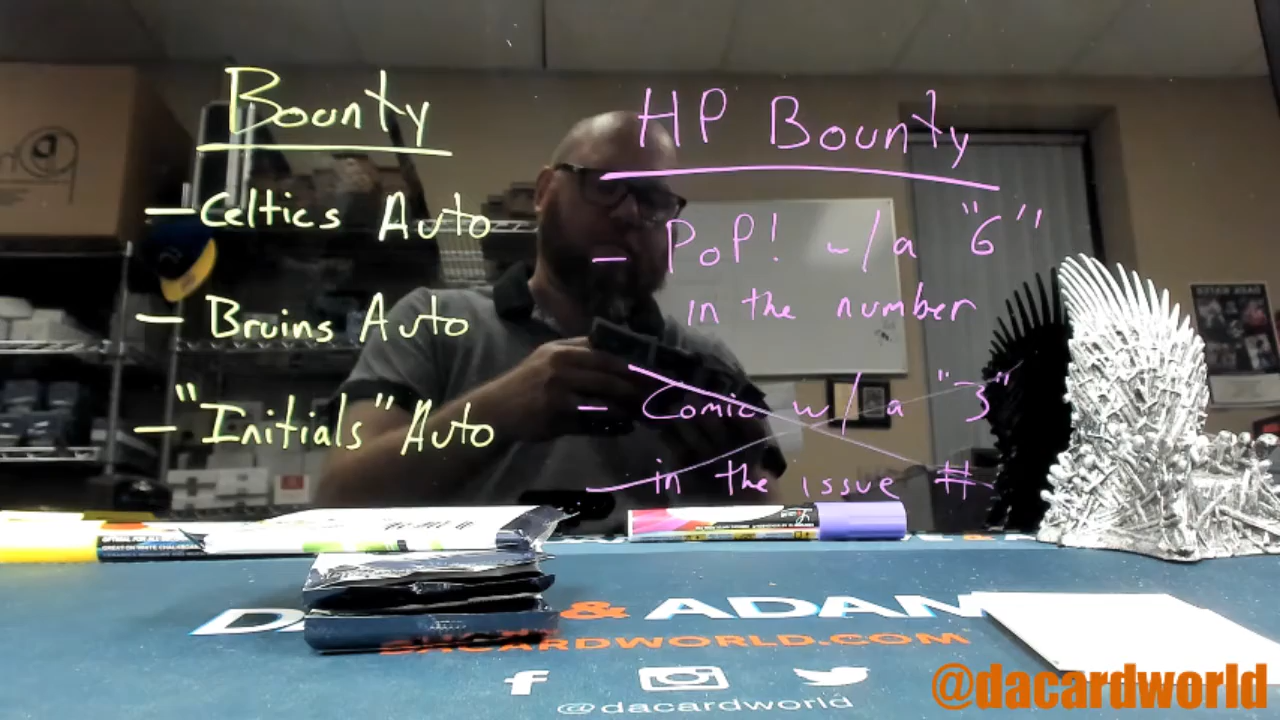 Bounty
- Celtics Auto
- Bruins Auto
- "Initials" Auto
HP Bounty
- POP! w/ a "6"
in the number
- Comic w/ a "3"
in the issue #
& ADAM
DACARDWORLD.COM
@dacardworld
@dacardworld